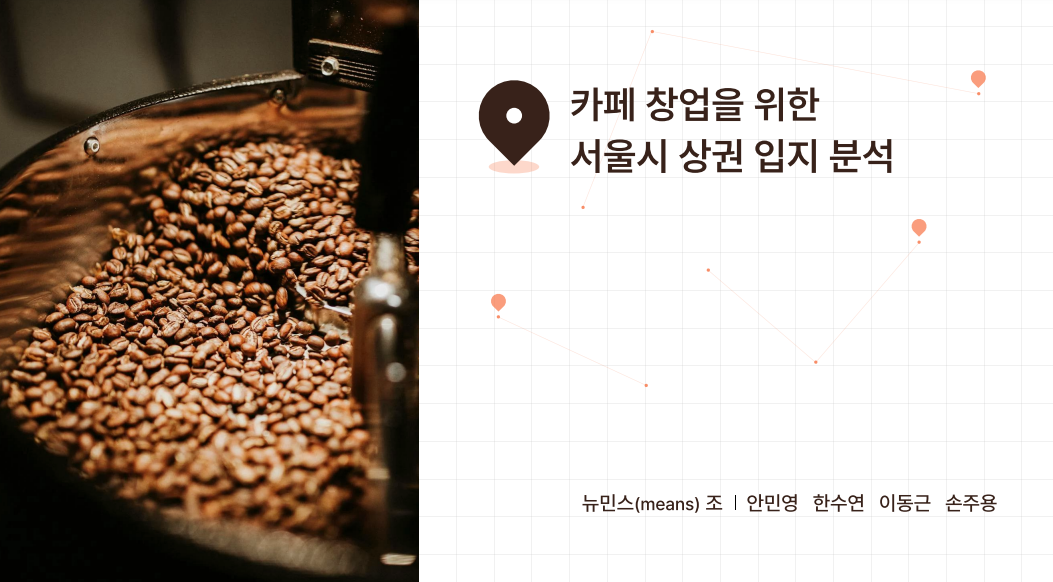 카페 창업을 위한
서울시 상권 입지 분석
뉴민스(means) 조 | 안민영 한수연 이동근 손주용